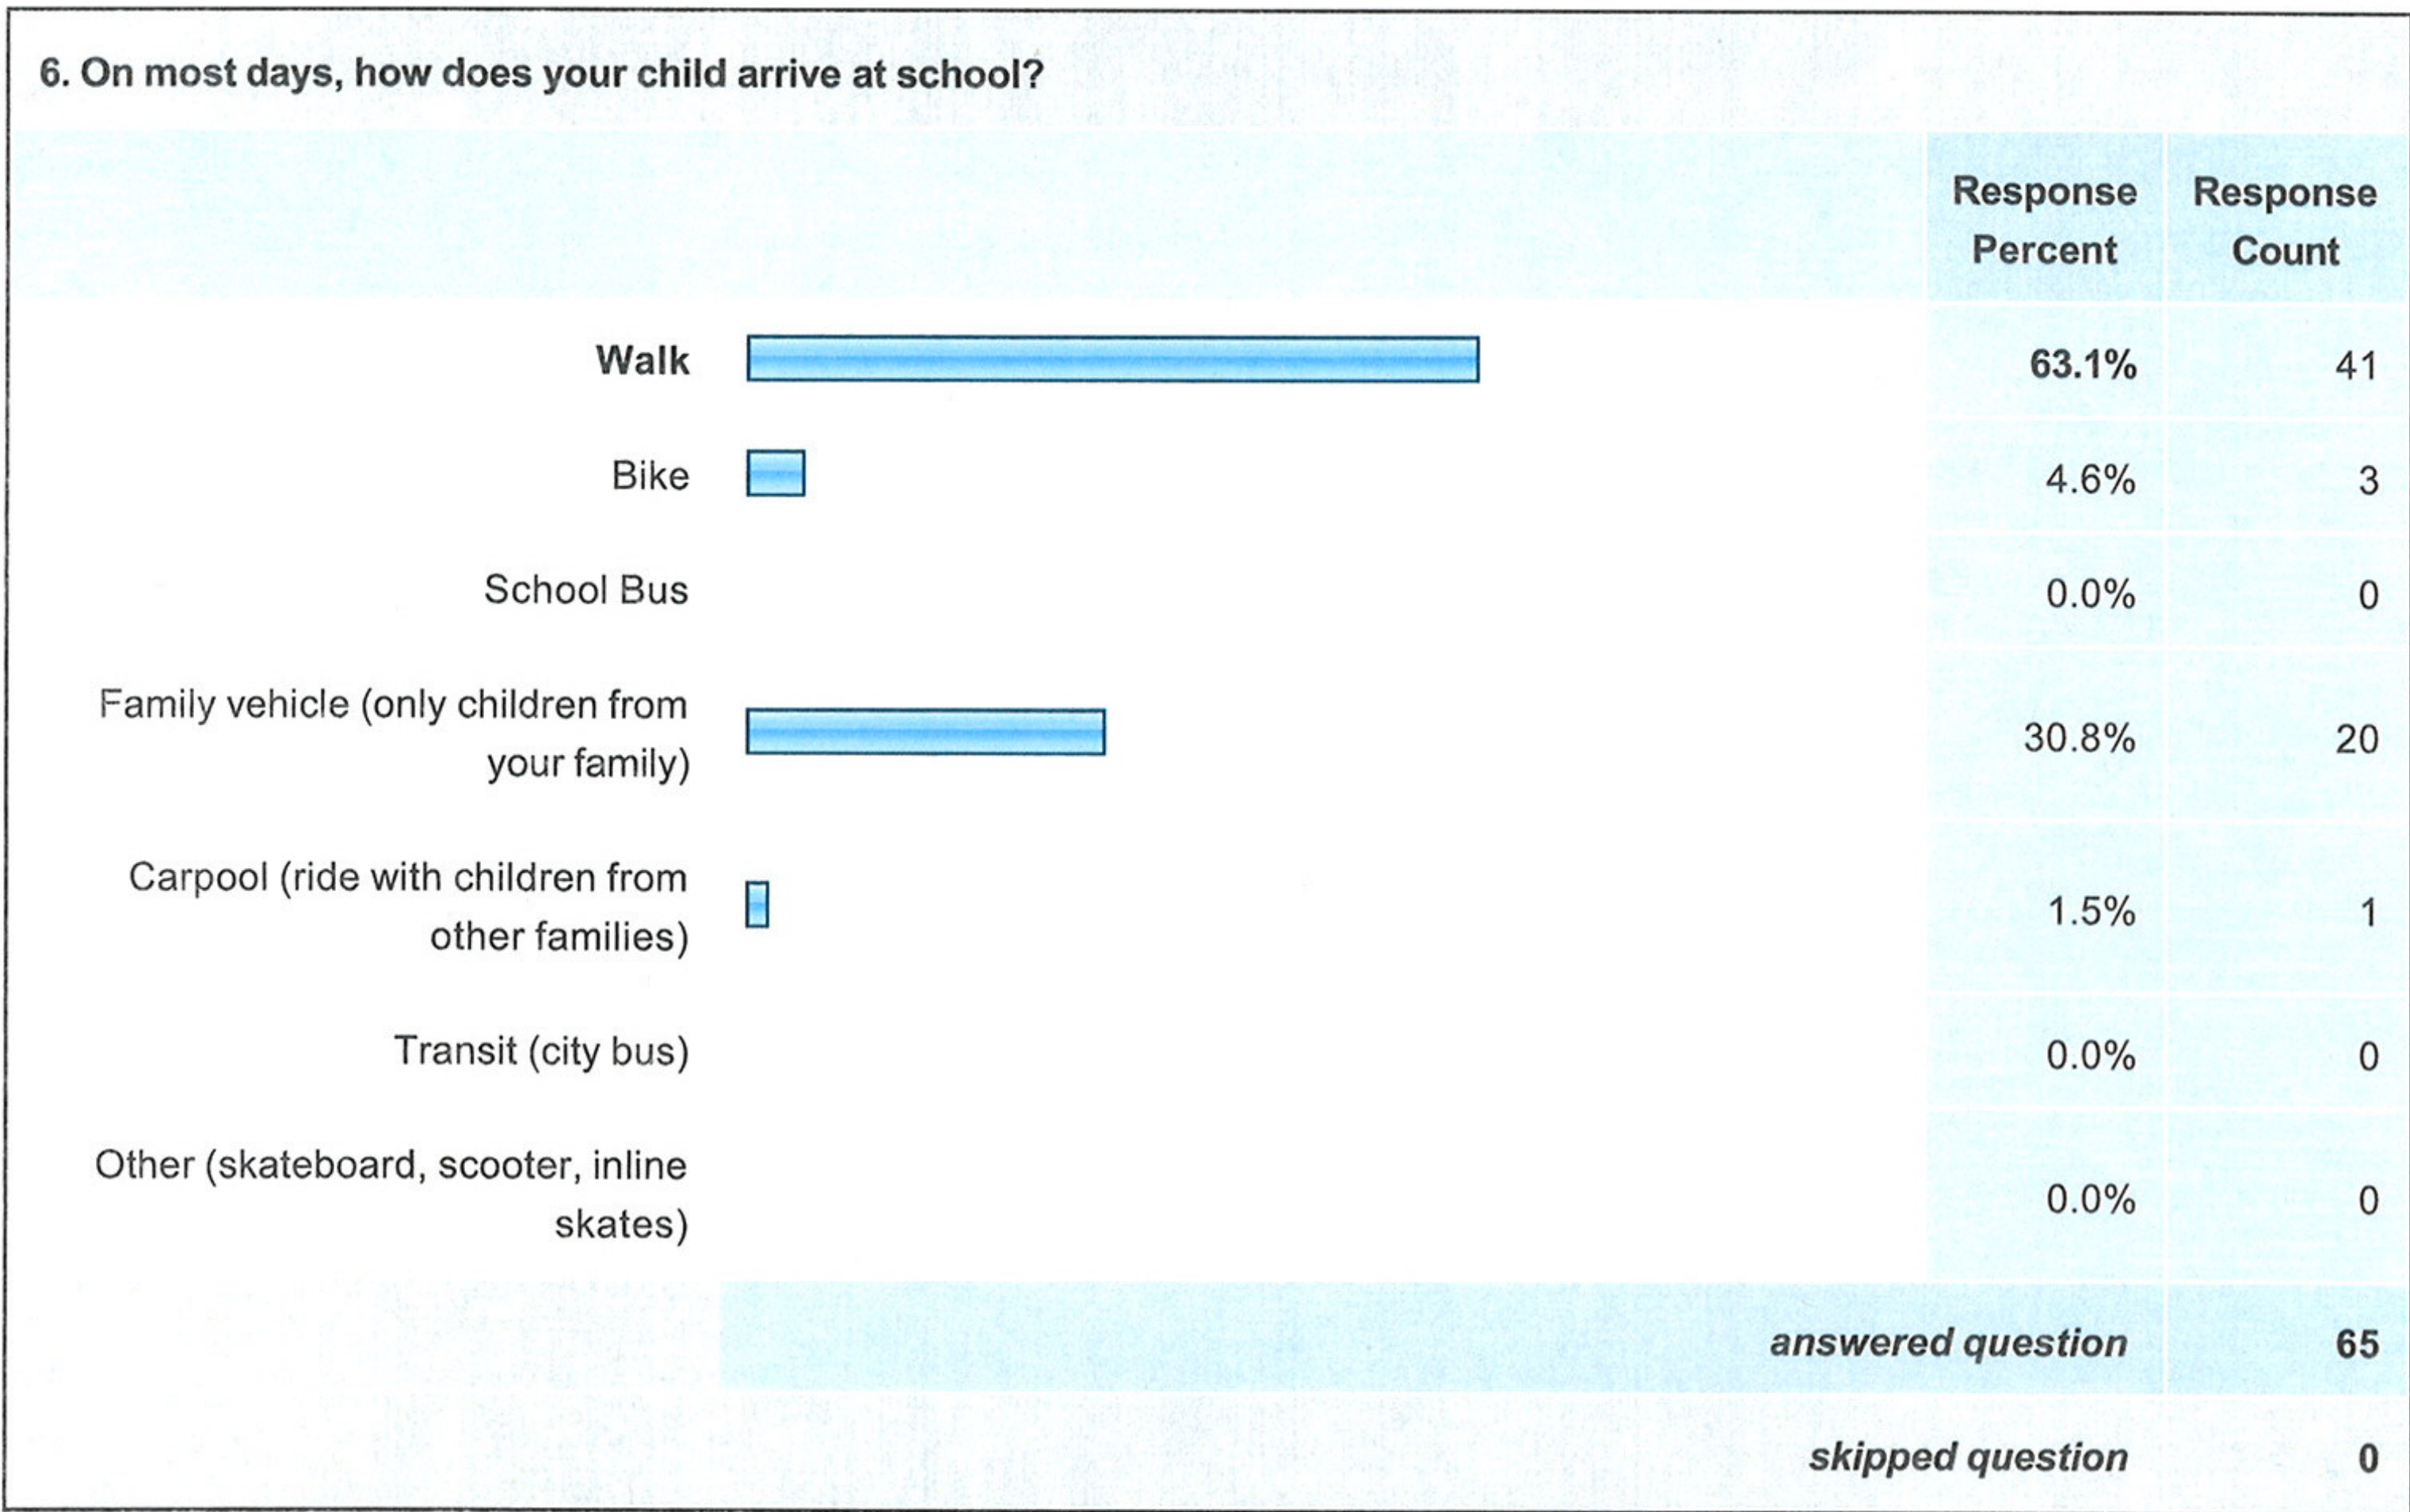 6. On most days, how does your child arrive at school?
Response Percent Response Count
Walk 63.1% 41
Bike 4.6% 3
School Bus 0.0% 0
Family vehicle (only children from
your family) 30.8% 20
Carpool (ride with children from
other families) 1.5% 1
Transit (city bus) 0.0% 0
Other (skateboard, scooter, inline
skates) 0.0% 0
answered question 65
skipped question 0